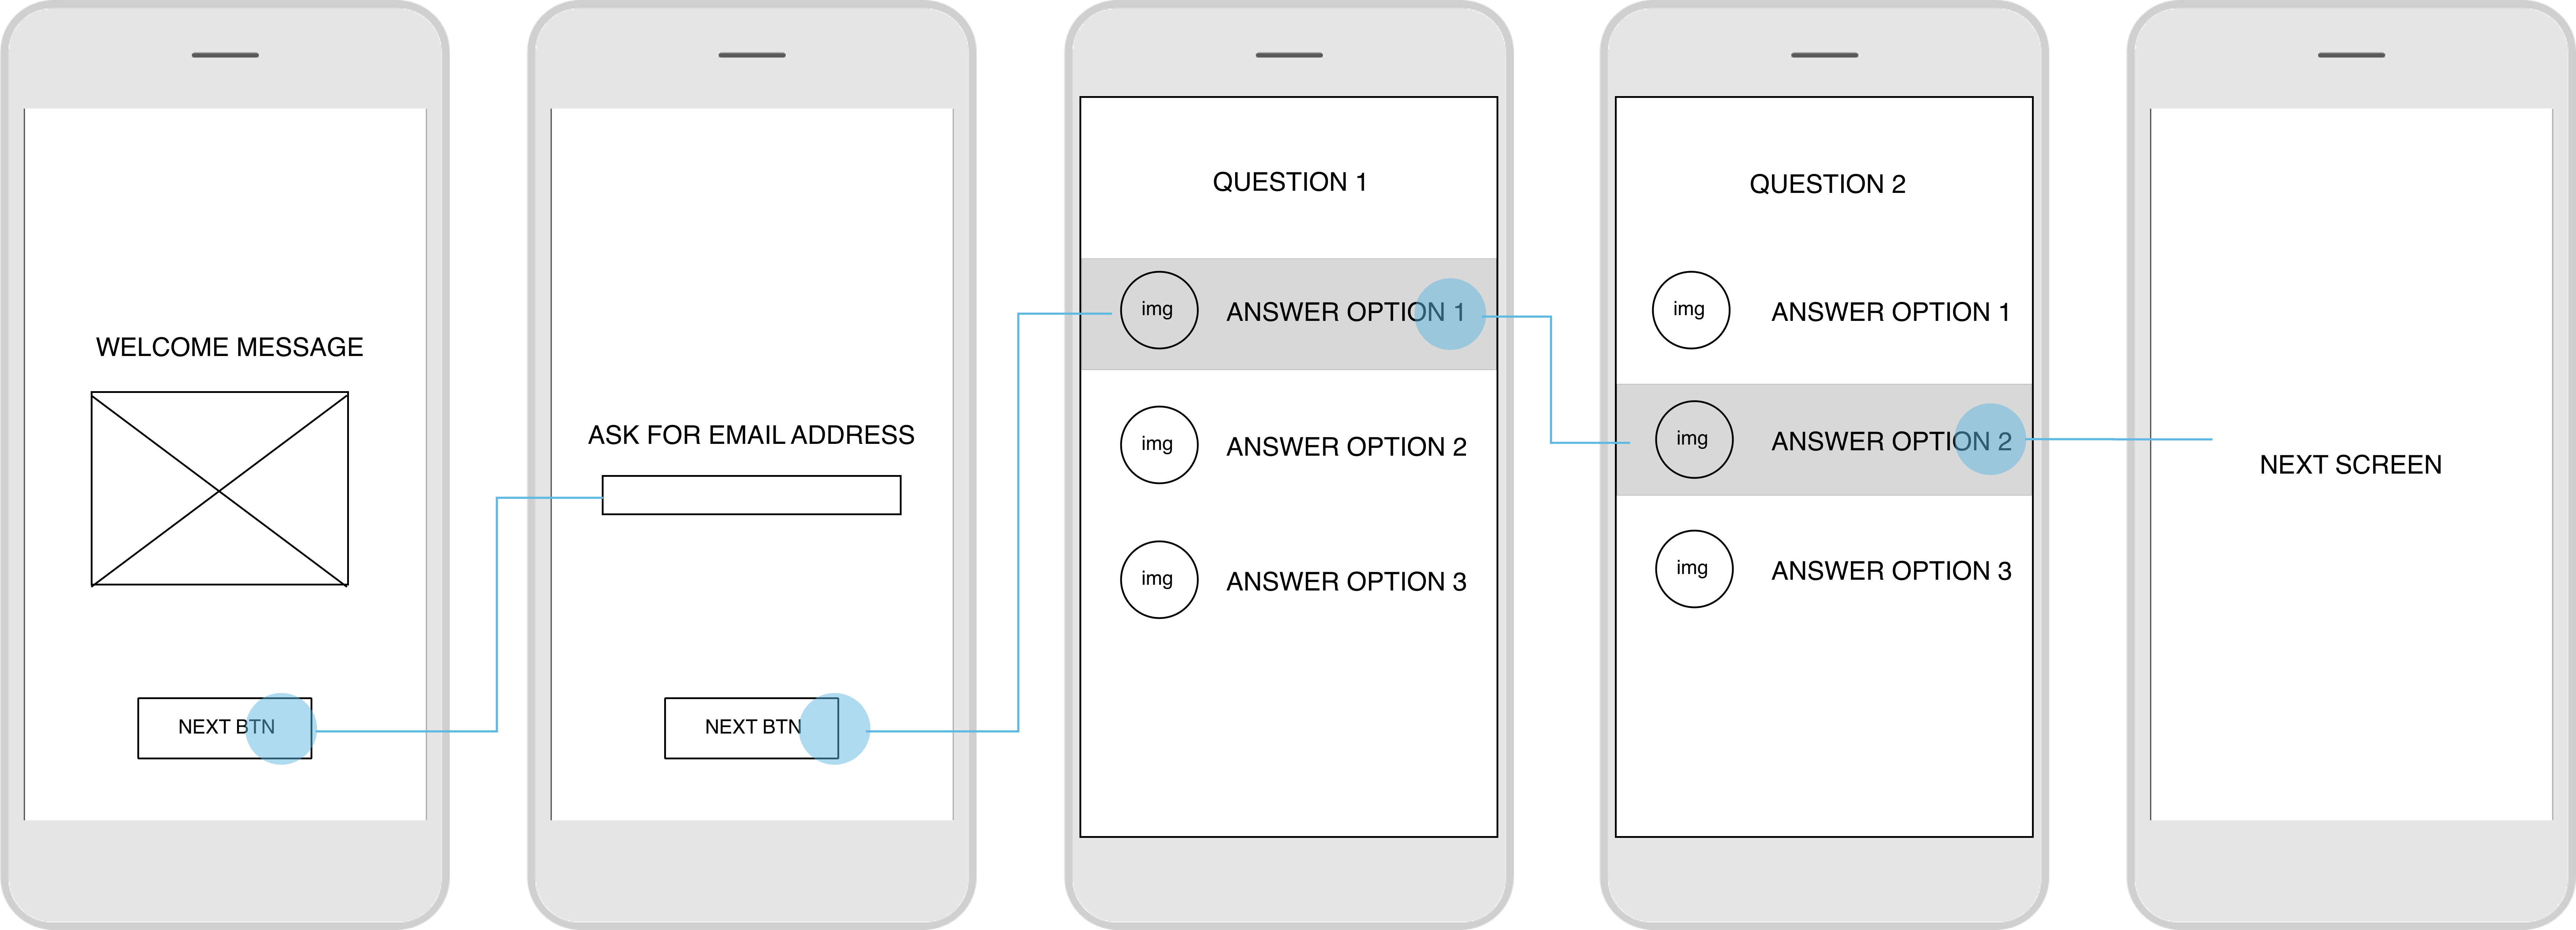 WELCOME MESSAGE
NEXT BTN
ASK FOR EMAIL ADDRESS
NEXT BTN
QUESTION 1
img ANSWER OPTION 1
img ANSWER OPTION 2
img ANSWER OPTION 3
QUESTION 2
img ANSWER OPTION 1
img ANSWER OPTION 2
img ANSWER OPTION 3
NEXT SCREEN